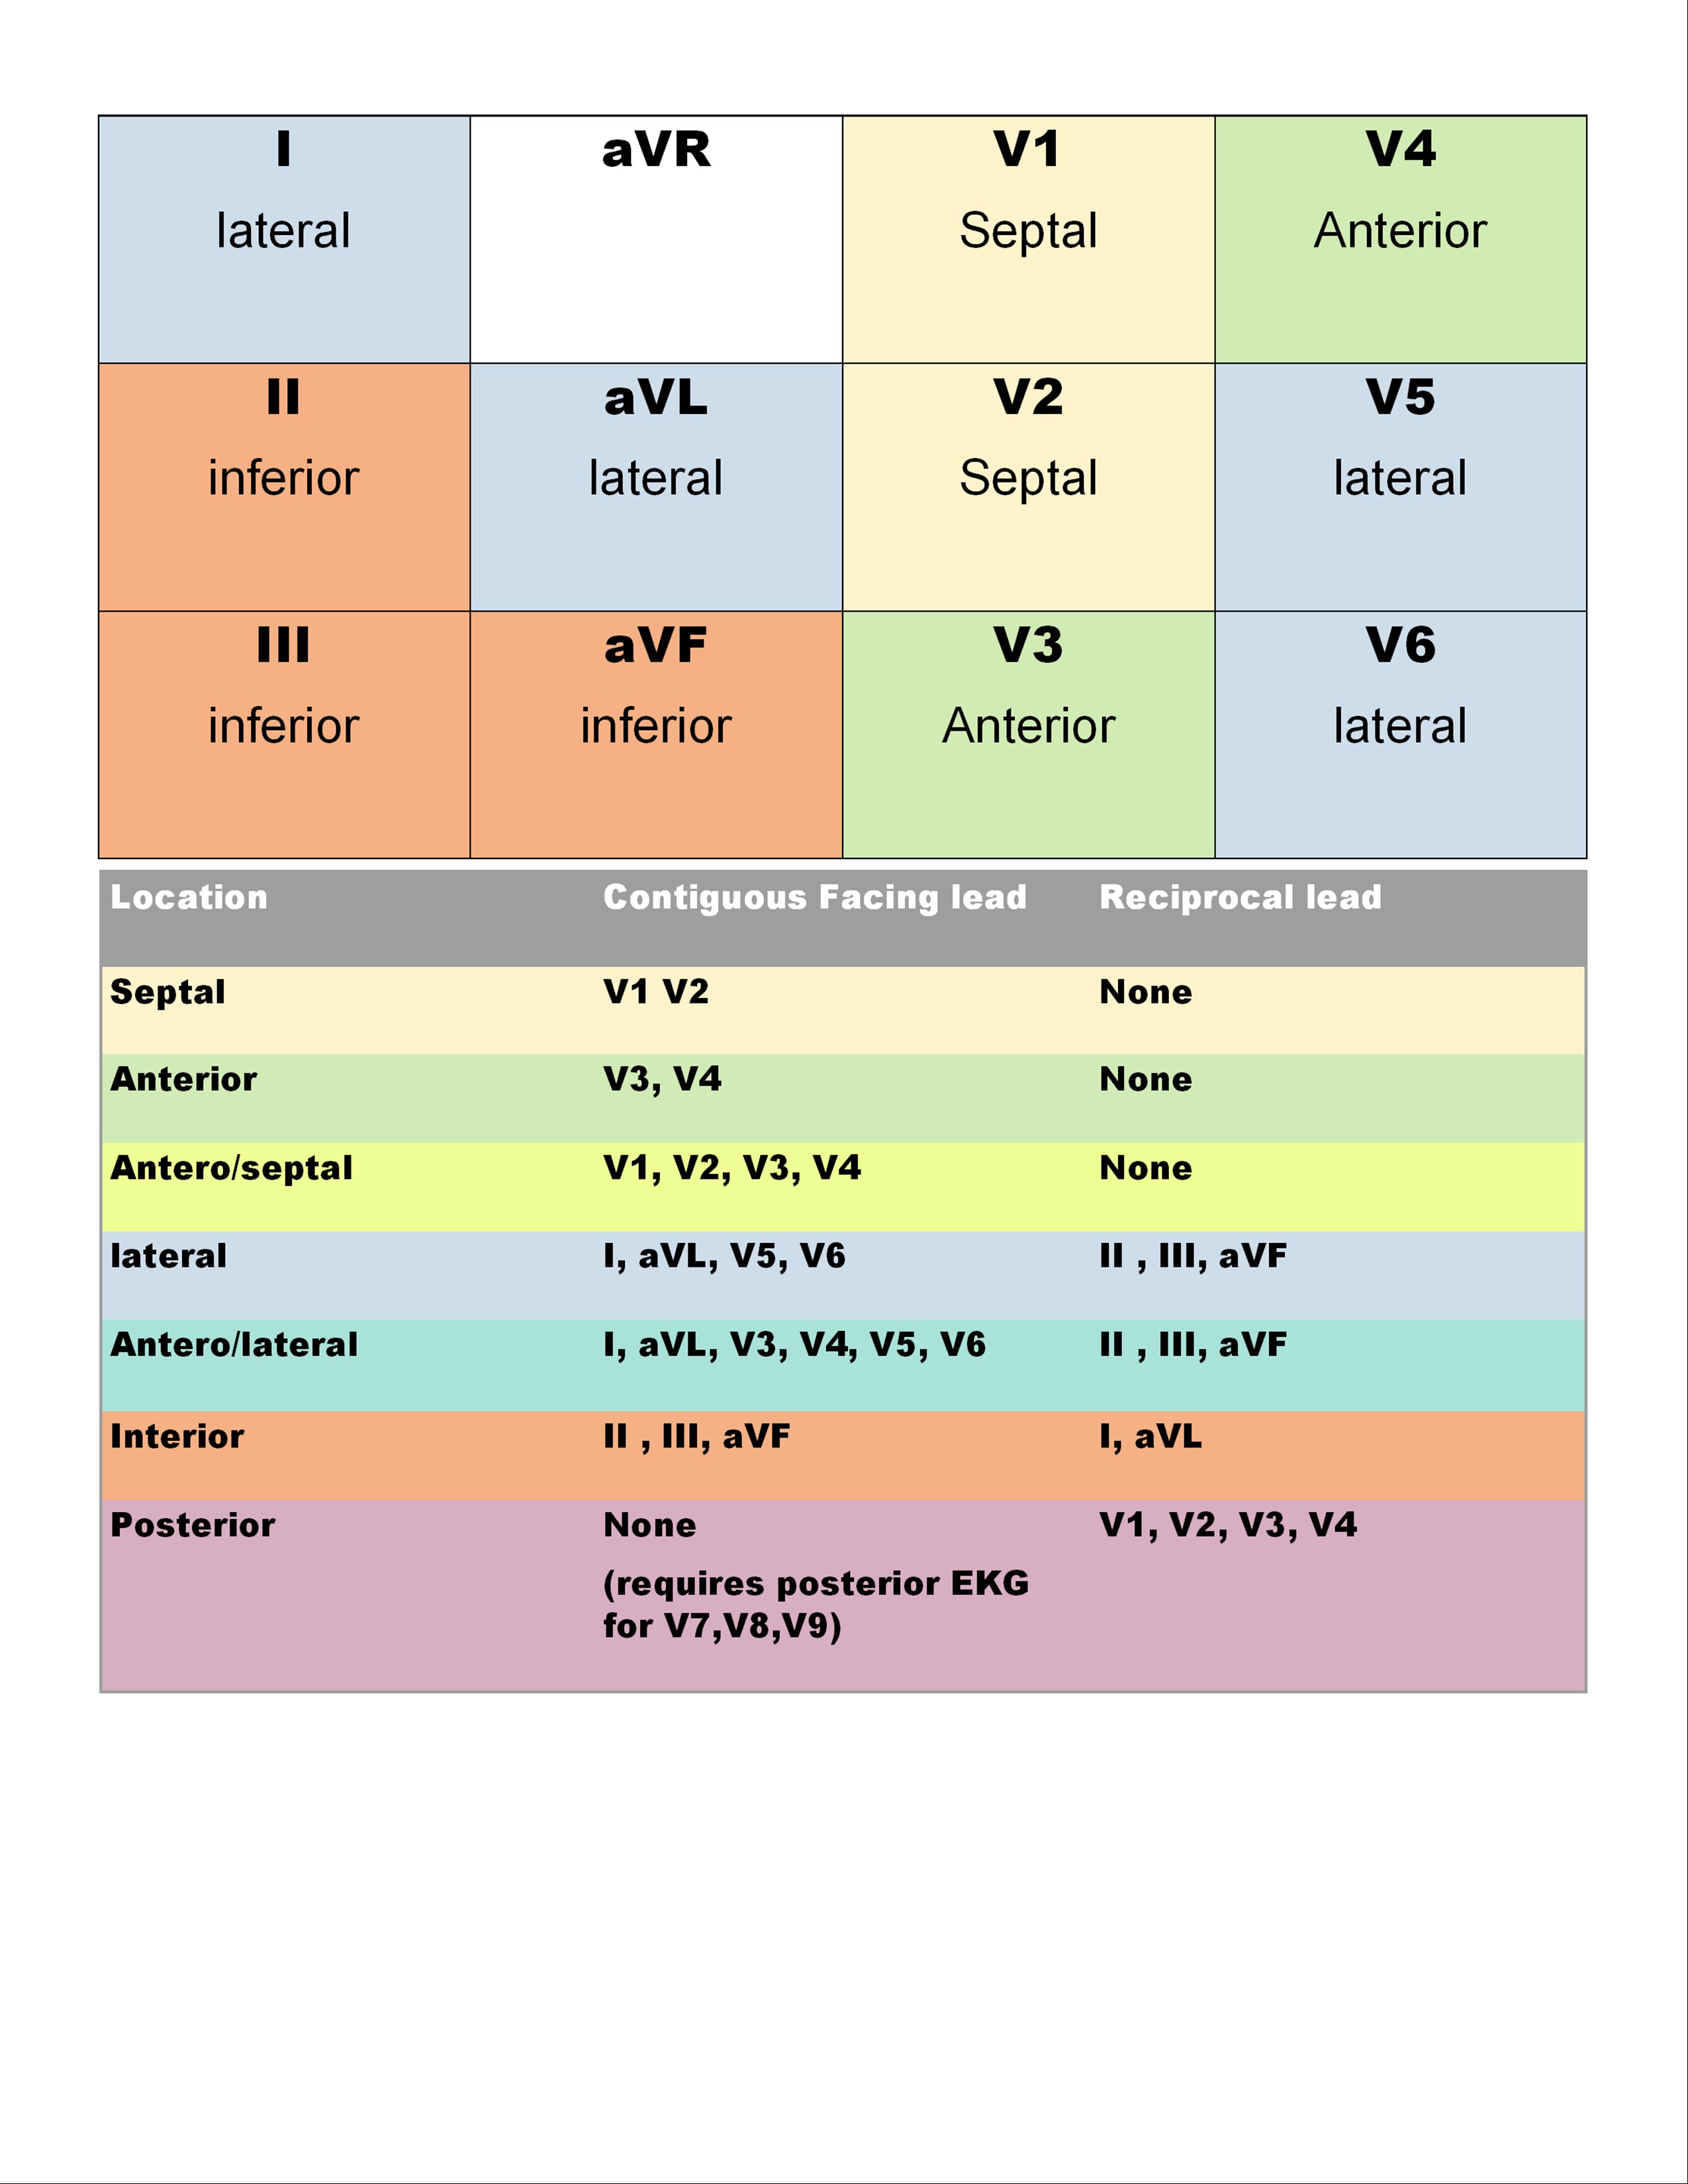 I aVR V1 V4
lateral Septal Anterior
II aVL V2 V5
inferior lateral Septal lateral
III aVF V3 V6
inferior inferior Anterior lateral
Location Contiguous Facing lead Reciprocal lead
Septal V1 V2 None
Anterior V3, V4 None
Antero/septal V1, V2, V3, V4 None
lateral I, aVL, V5, V6 II , III, aVF
Antero/lateral I, aVL, V3, V4, V5, V6 II , III, aVF
Interior II , III, aVF I, aVL
Posterior None V1, V2, V3, V4
(requires posterior EKG
for V7,V8,V9)